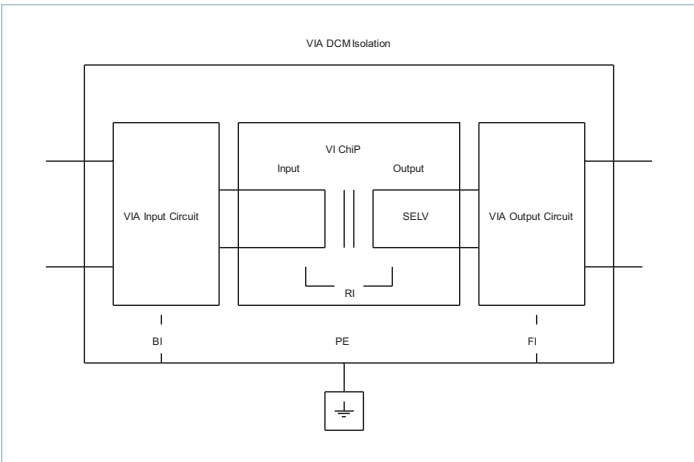 VIA DCM Isolation
VI ChiP
Input
Output
VIA Input Circuit
SELV
VIA Output Circuit
RI
BI
PE
FI